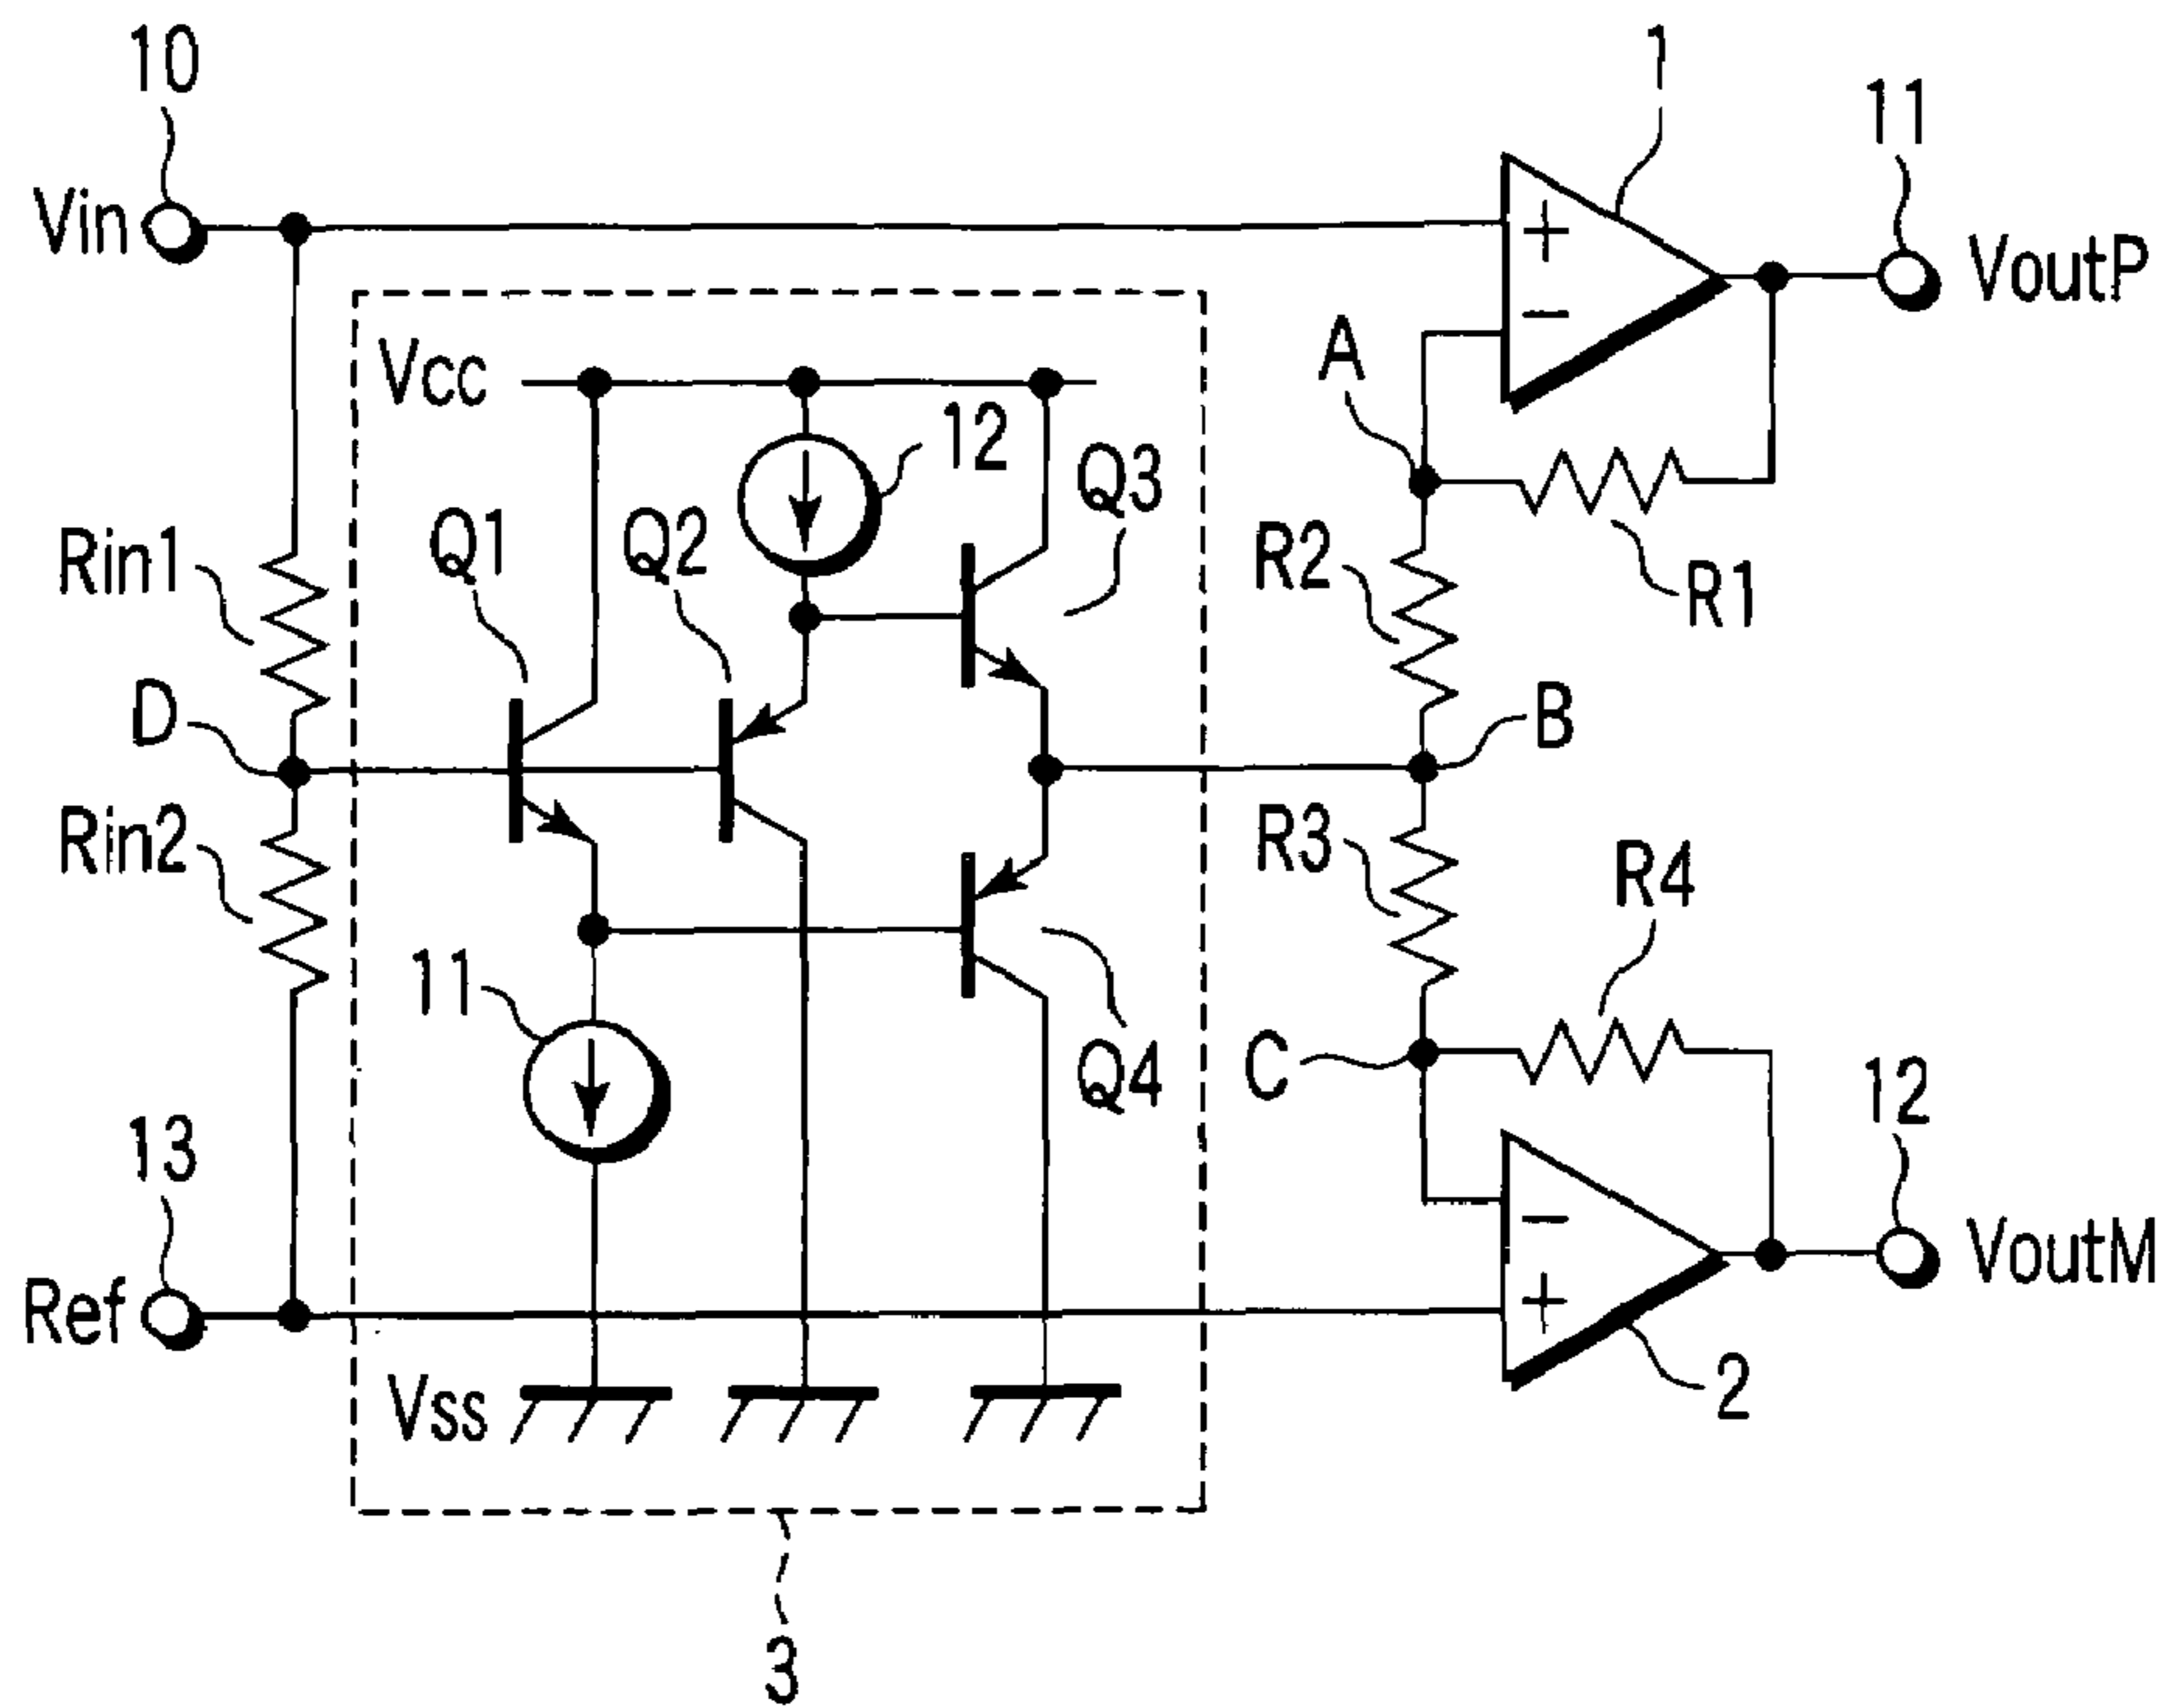 10
1
11
Vin
+
−
VoutP
A
Vcc
12
Q3
Q1
Q2
Rin1
R2
R1
D
B
Rin2
R3
R4
11
C
Q4
12
13
−
+
VoutM
Ref
Vss
2
3